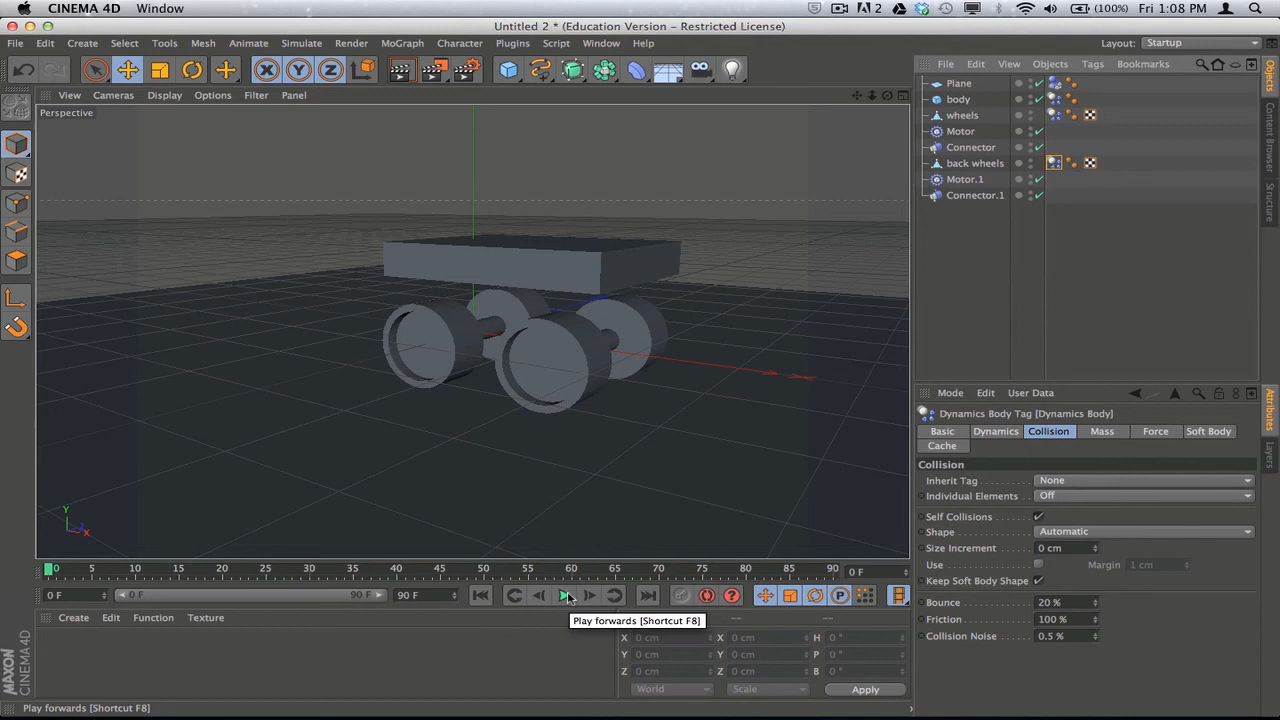 CINEMA 4D Window 2 (100%) Fri 1:08 PM
Untitled 2 * (Education Version - Restricted License)
File Edit Create Select Tools Mesh Animate Simulate Render MoGraph Character Plugins Script Window Help Layout: Startup
X Y Z
View Cameras Display Options Filter Panel
Perspective
Y
X
File Edit View Objects Tags Bookmarks
Plane
body
wheels
Motor
Connector
back wheels
Motor.1
Connector.1
Objects
Content Browser
Structure
Mode Edit User Data
Dynamics Body Tag [Dynamics Body]
Basic Dynamics Collision Mass Force Soft Body
Cache
Collision
Inherit Tag None
Individual Elements Off
Self Collisions
Shape Automatic
Size Increment 0 cm
Use Margin 1 cm
Keep Soft Body Shape
Bounce 20 %
Friction 100 %
Collision Noise 0.5 %
Attributes
Layers
0 5 10 15 20 25 30 35 40 45 50 55 60 65 70 75 80 85 90 0 F
0 F 0 F 90 F 90 F
P
Play forwards [Shortcut F8]
Create Edit Function Texture
-- --
X 0 cm X 0 cm H 0 °
Y 0 cm Y 0 cm P 0 °
Z 0 cm Z 0 cm B 0 °
World Scale Apply
MAXON CINEMA 4D
Play forwards [Shortcut F8]